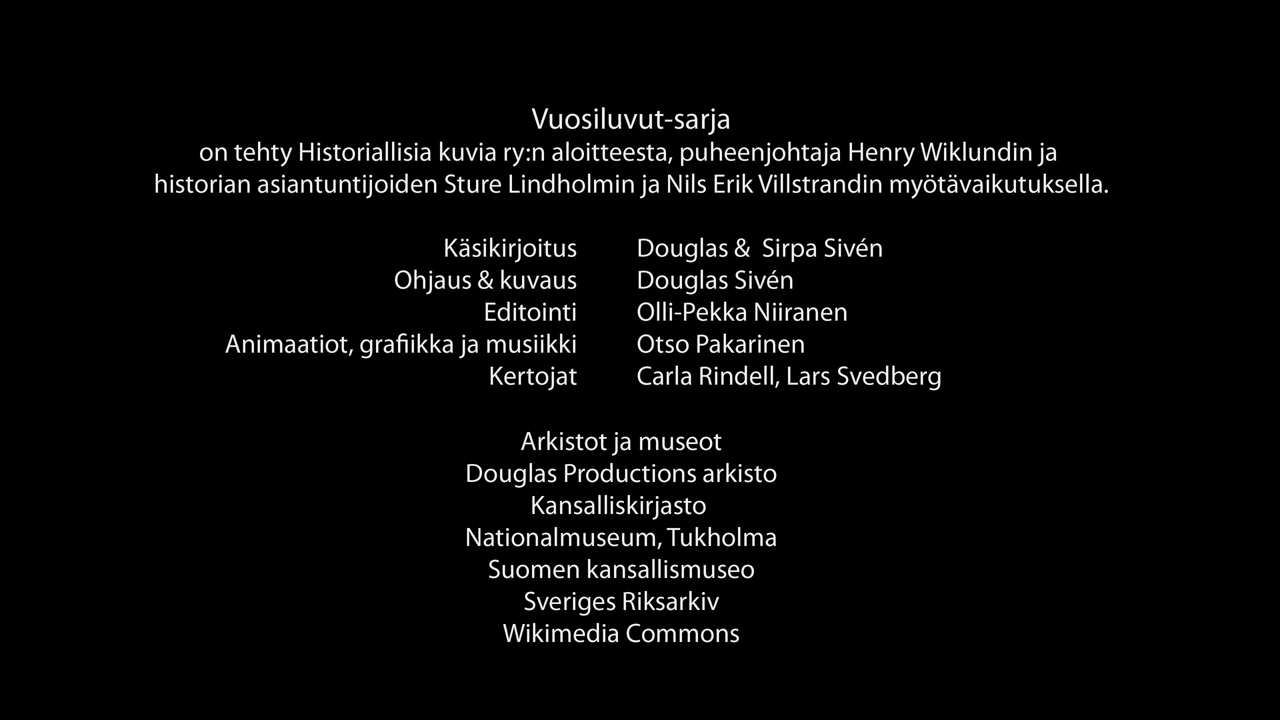 Vuosiluvut-sarja
on tehty Historiallisia kuvia ry:n aloitteesta, puheenjohtaja Henry Wiklundin ja
historian asiantuntijoiden Sture Lindholmin ja Nils Erik Villstrandin myötävaikutuksella.
Käsikirjoitus Douglas & Sirpa Sivén
Ohjaus & kuvaus Douglas Sivén
Editointi Olli-Pekka Niiranen
Animaatiot, grafiikka ja musiikki Otso Pakarinen
Kertojat Carla Rindell, Lars Svedberg
Arkistot ja museot
Douglas Productions arkisto
Kansalliskirjasto
Nationalmuseum, Tukholma
Suomen kansallismuseo
Sveriges Riksarkiv
Wikimedia Commons